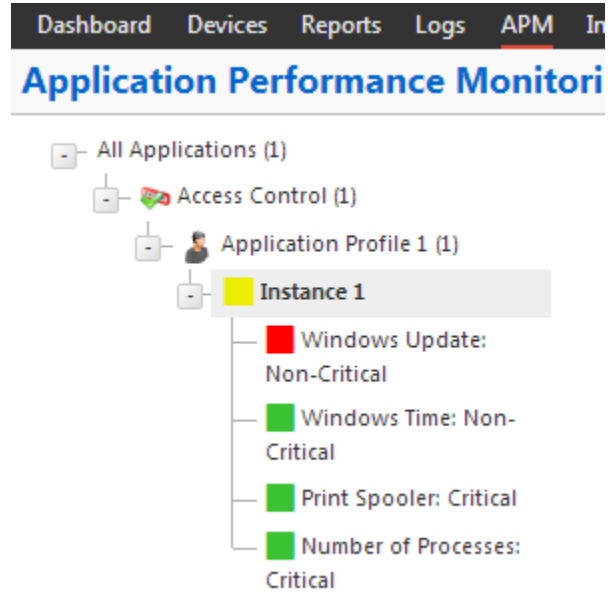 Dashboard Devices Reports Logs APM In
Application Performance Monitori
All Applications (1)
Access Control (1)
Application Profile 1 (1)
Instance 1
Windows Update:
Non-Critical
Windows Time: Non-
Critical
Print Spooler: Critical
Number of Processes:
Critical